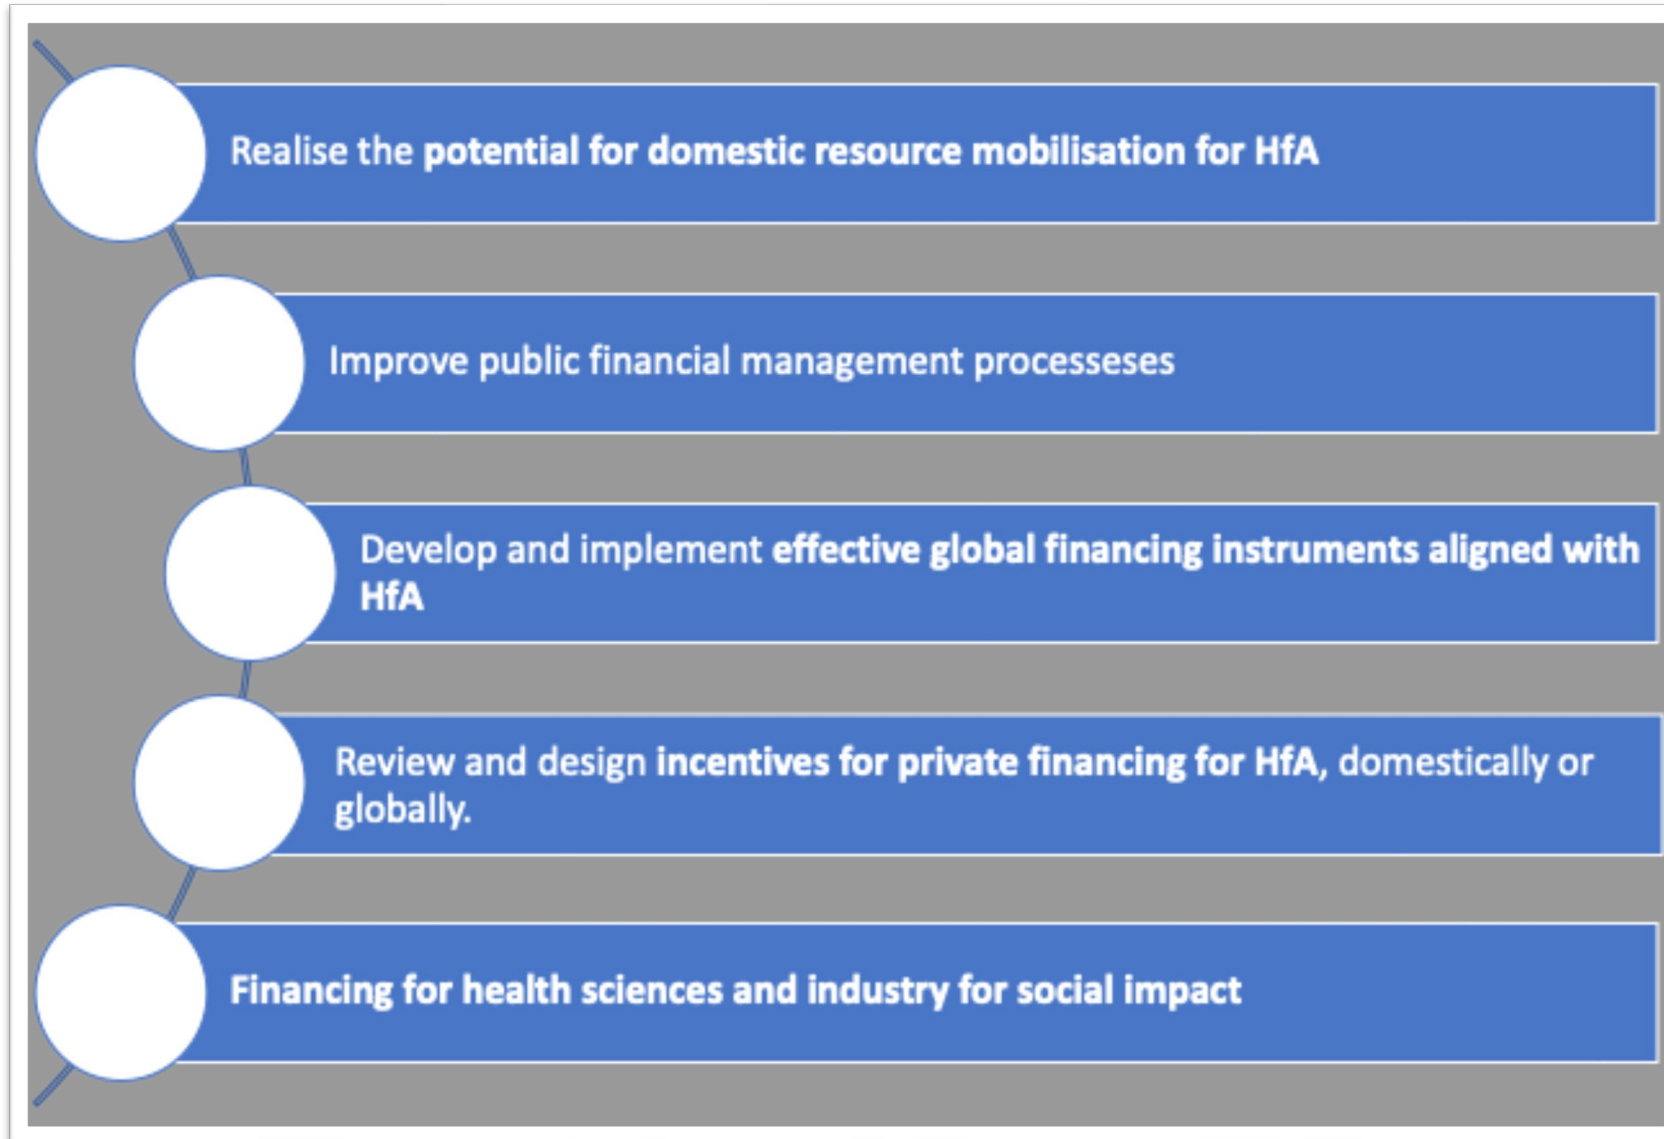 Realise the potential for domestic resource mobilisation for HfA
Improve public financial management processeses
Develop and implement effective global financing instruments aligned with
HfA
Review and design incentives for private financing for HfA, domestically or
globally.
Financing for health sciences and industry for social impact